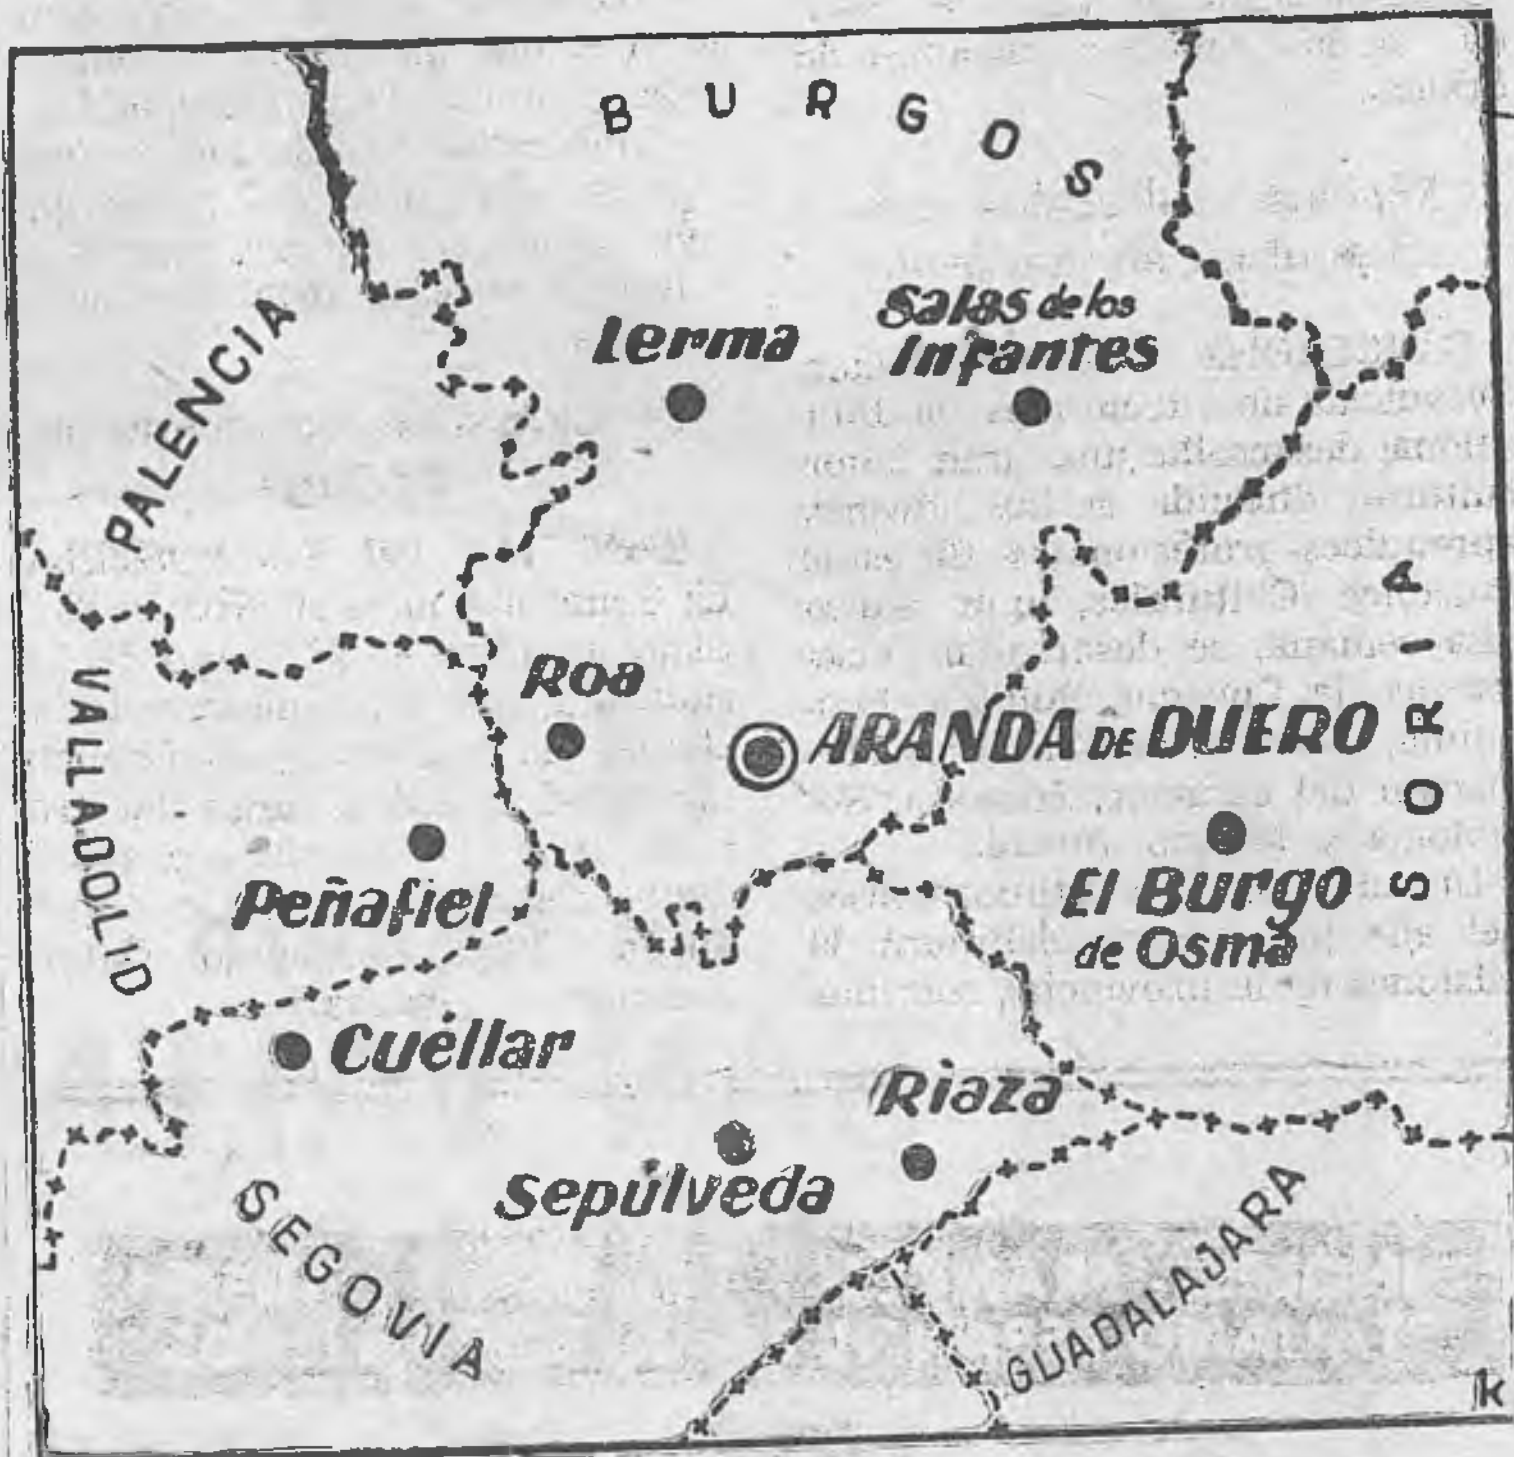 BURGOS
PALENCIA
Lerma
Salas de los
Infantes
VALLADOLID
Roa
ARANDA DE DUERO
SORIA
Peñafiel
El Burgo
de Osma
Cuéllar
Riaza
Sepúlveda
SEGOVIA
GUADALAJARA
k